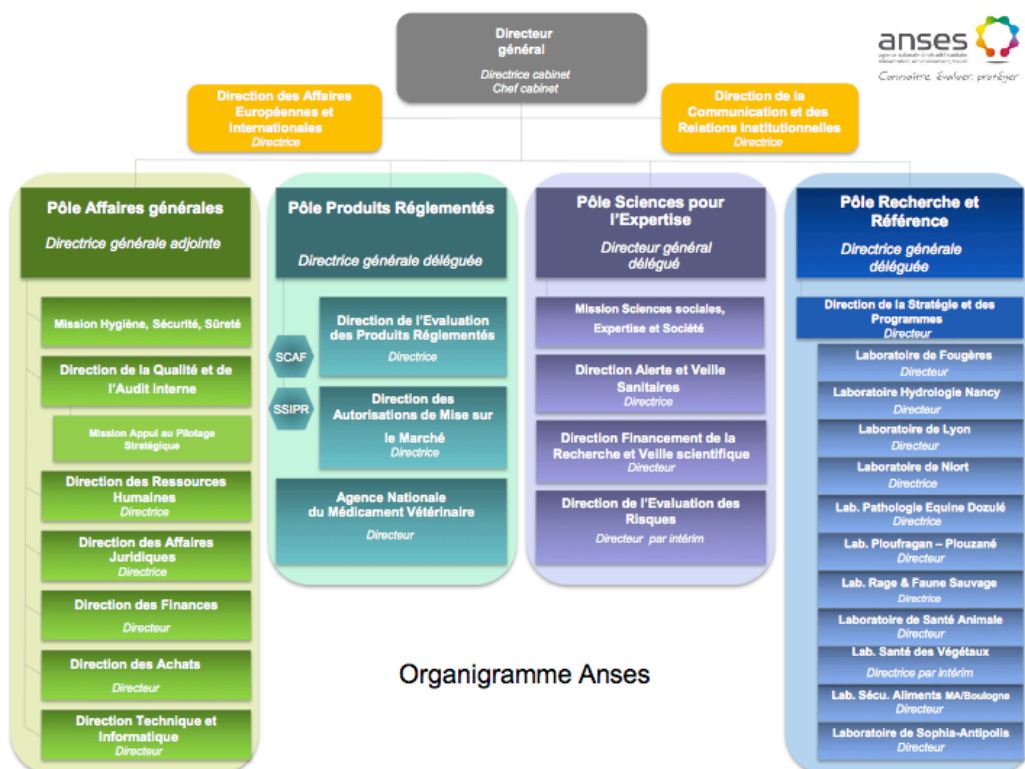 Directeur
général
Directrice cabinet
Chef cabinet
anses
Connaître, évaluer, protéger
Direction des Affaires
Européennes et
Internationales
Directrice
Direction de la
Communication et des
Relations Institutionnelles
Directrice
Pôle Affaires générales
Directrice générale adjointe
Mission Hygiène, Sécurité, Sûreté
Direction de la Qualité et de
l'Audit interne
Mission Appui au Pilotage
Stratégique
Direction des Ressources
Humaines
Directrice
Direction des Affaires
Juridiques
Directrice
Direction des Finances
Directeur
Direction des Achats
Directeur
Direction Technique et
Informatique
Directeur
Pôle Produits Réglementés
Directrice générale déléguée
SCAF
SSIPR
Direction de l'Evaluation
des Produits Réglementés
Directrice
Direction des
Autorisations de Mise sur
le Marché
Directrice
Agence Nationale
du Médicament Vétérinaire
Directeur
Pôle Sciences pour
l'Expertise
Directeur général
délégué
Mission Sciences sociales,
Expertise et Société
Direction Alerte et Veille
Sanitaires
Directrice
Direction Financement de la
Recherche et Veille scientifique
Directeur
Direction de l'Evaluation des
Risques
Directeur par intérim
Pôle Recherche et
Référence
Directrice générale
déléguée
Direction de la Stratégie et des
Programmes
Directeur
Laboratoire de Fougères
Directeur
Laboratoire Hydrologie Nancy
Directeur
Laboratoire de Lyon
Directeur
Laboratoire de Niort
Directrice
Lab. Pathologie Equine Dozulé
Directrice
Lab. Ploufragan – Plouzané
Directeur
Lab. Rage & Faune Sauvage
Directrice
Laboratoire de Santé Animale
Directeur
Lab. Santé des Végétaux
Directrice par intérim
Lab. Sécu. Aliments MA/Boulogne
Directeur
Laboratoire de Sophia-Antipolis
Directeur
Organigramme Anses